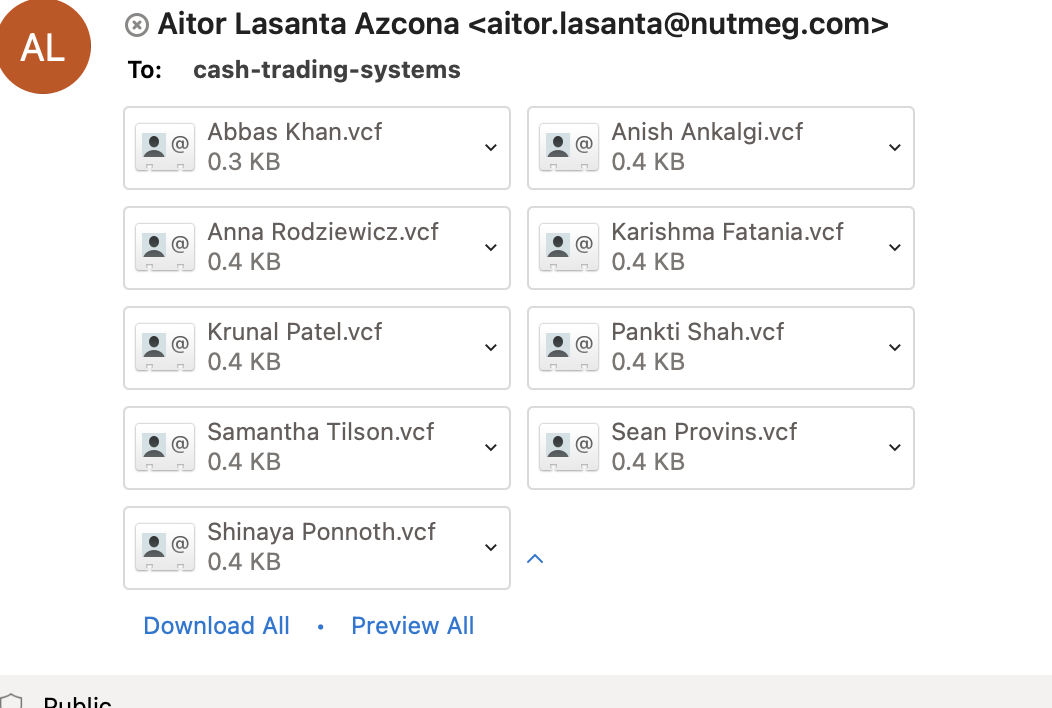 AL
Aitor Lasanta Azcona <aitor.lasanta@nutmeg.com>
To: cash-trading-systems
@ Abbas Khan.vcf
0.3 KB
@ Anish Ankalgi.vcf
0.4 KB
@ Anna Rodziewicz.vcf
0.4 KB
@ Karishma Fatania.vcf
0.4 KB
@ Krunal Patel.vcf
0.4 KB
@ Pankti Shah.vcf
0.4 KB
@ Samantha Tilson.vcf
0.4 KB
@ Sean Provins.vcf
0.4 KB
@ Shinaya Ponnoth.vcf
0.4 KB
Download All • Preview All
Public